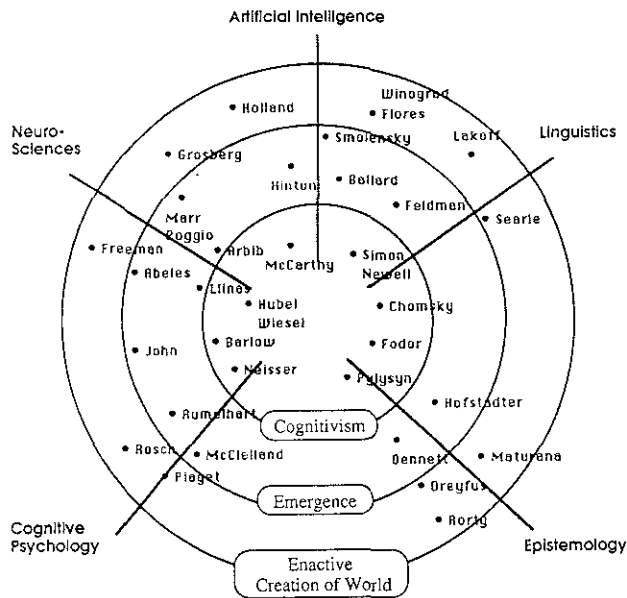 Artificial Intelligence
Winograd
Holland
Flores
Neuro-
Sciences
Smolensky
Lakoff
Linguistics
Grosberg
Hinton
Ballard
Marr
Poggio
Feldman
Searle
Freeman
Arbib
McCarthy
Simon
Newell
Abeles
Llinas
Hubel
Wiesel
Chomsky
Barlow
Fodor
John
Neisser
Pylysyn
Hofstadter
Rumelhart
Cognitivism
Rosch
McClelland
Dennett
Maturana
Piaget
Dreyfus
Emergence
Rorty
Cognitive
Psychology
Epistemology
Enactive
Creation of World